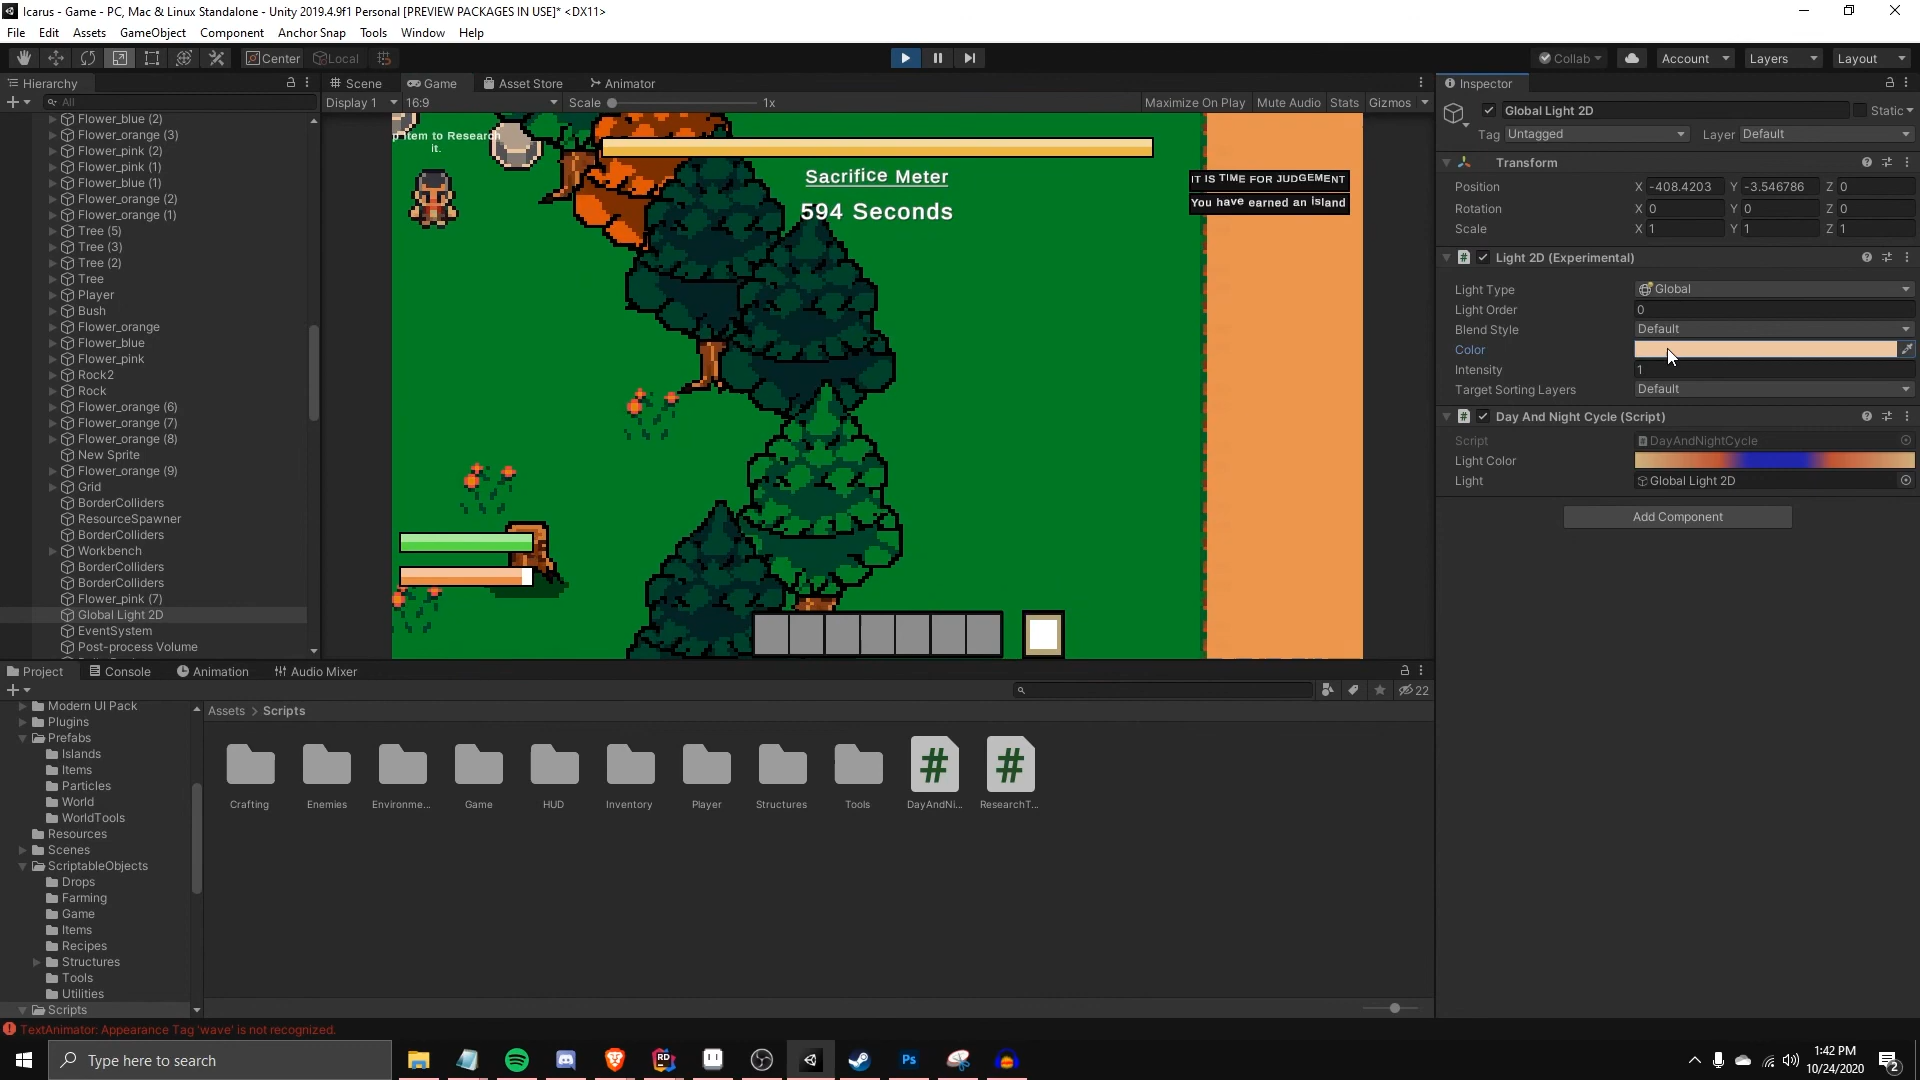 Icarus - Game - PC, Mac & Linux Standalone - Unity 2019.4.9f1 Personal [PREVIEW PACKAGES IN USE]* <DX11>
File Edit Assets GameObject Component Anchor Snap Tools Window Help
Center Local Collab Account Layers Layout
Hierarchy
All
Flower_blue (2)
Flower_orange (3)
Flower_pink (2)
Flower_pink (1)
Flower_blue (1)
Flower_orange (2)
Flower_orange (1)
Tree (5)
Tree (3)
Tree (2)
Tree
Player
Bush
Flower_orange
Flower_blue
Flower_pink
Rock2
Rock
Flower_orange (6)
Flower_orange (7)
Flower_orange (8)
New Sprite
Flower_orange (9)
Grid
BorderColliders
ResourceSpawner
BorderColliders
Workbench
BorderColliders
BorderColliders
Flower_pink (7)
Global Light 2D
EventSystem
Post-process Volume
Scene Game Asset Store Animator
Display 1 16:9 Scale 1x Maximize On Play Mute Audio Stats Gizmos
p Item to Research
it.
Sacrifice Meter
594 Seconds
IT IS TIME FOR JUDGEMENT
You have earned an island
Inspector
Global Light 2D Static
Tag Untagged Layer Default
Transform
Position X -408.4203 Y -3.546786 Z 0
Rotation X 0 Y 0 Z 0
Scale X 1 Y 1 Z 1
# Light 2D (Experimental)
Light Type Global
Light Order 0
Blend Style Default
Color
Intensity 1
Target Sorting Layers Default
# Day And Night Cycle (Script)
Script DayAndNightCycle
Light Color
Light Global Light 2D
Add Component
Project Console Animation Audio Mixer
22
Modern UI Pack
Plugins
Prefabs
Islands
Items
Particles
World
WorldTools
Resources
Scenes
ScriptableObjects
Drops
Farming
Game
Items
Recipes
Structures
Tools
Utilities
Scripts
Assets > Scripts
# #
Crafting Enemies Environme... Game HUD Inventory Player Structures Tools DayAndNi... ResearchT...
TextAnimator: Appearance Tag 'wave' is not recognized.
Type here to search
RD
Ps
1:42 PM
10/24/2020
2